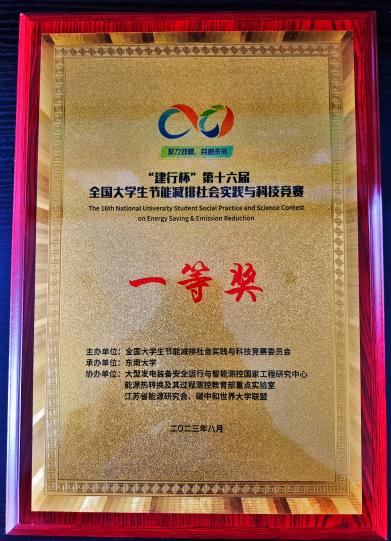 聚力双碳，共创未来
“建行杯”第十六届
全国大学生节能减排社会实践与科技竞赛
The 16th National University Student Social Practice and Science Contest
on Energy Saving & Emission Reduction
一等奖
主办单位：全国大学生节能减排社会实践与科技竞赛委员会
承办单位：东南大学
协办单位：大型发电装备安全运行与智能测控国家工程研究中心
能源热转换及其过程测控教育部重点实验室
江苏省能源研究会、碳中和世界大学联盟
二〇二三年八月